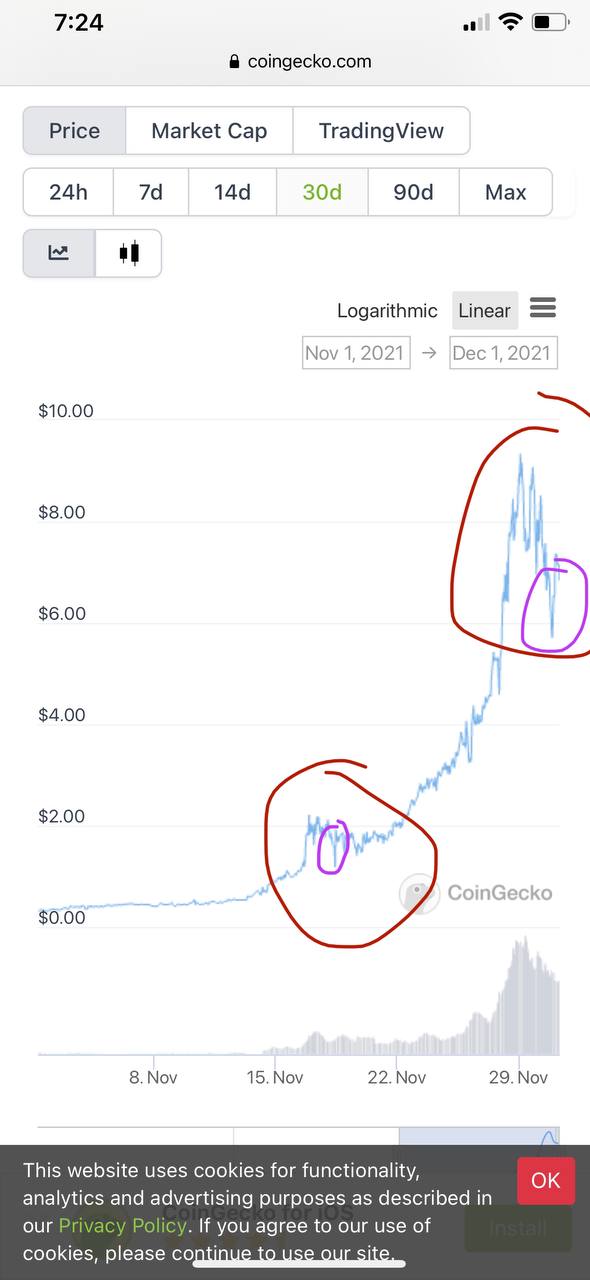 7:24
coingecko.com
Price Market Cap TradingView
24h 7d 14d 30d 90d Max
Logarithmic Linear
Nov 1, 2021 → Dec 1, 2021
$10.00
$8.00
$6.00
$4.00
$2.00
CoinGecko
$0.00
8. Nov 15. Nov 22. Nov 29. Nov
This website uses cookies for functionality,
analytics and advertising purposes as described in
our Privacy Policy. If you agree to our use of
cookies, please continue to use our site.
OK
CoinGecko for iOS
Install